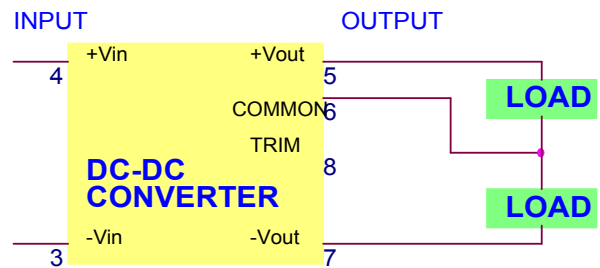 INPUT
OUTPUT
+Vin
+Vout
4
5
LOAD
COMMON
6
TRIM
8
DC-DC
CONVERTER
LOAD
-Vin
-Vout
3
7